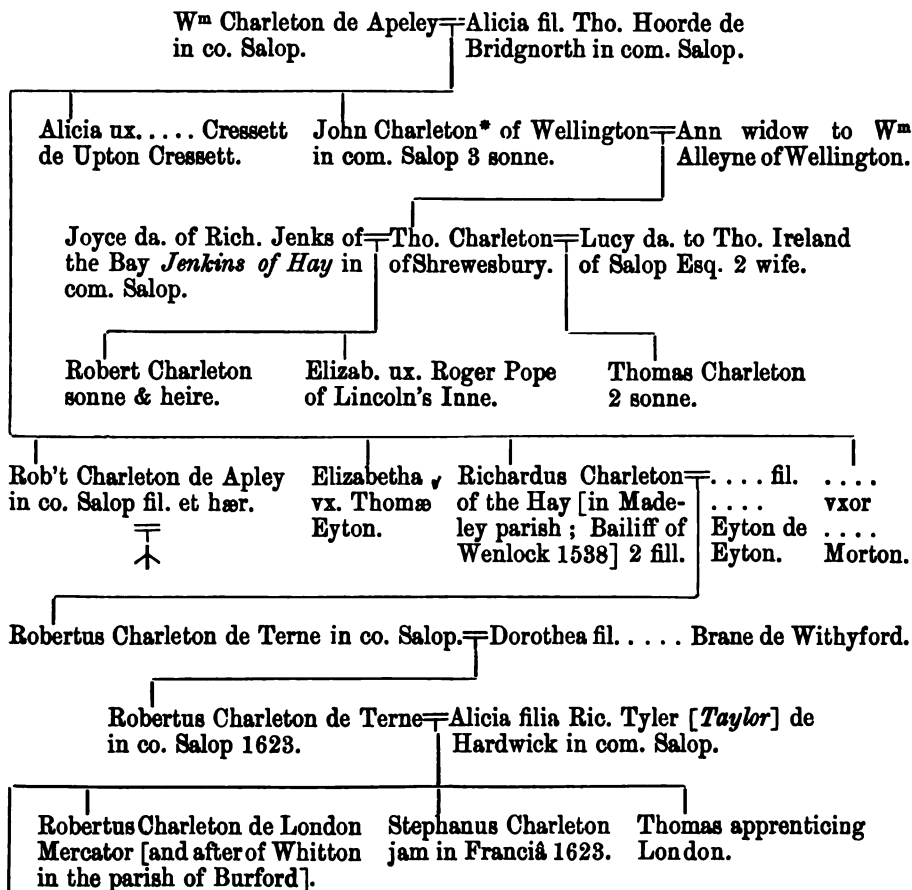 Wᵐ Charleton de Apeley=Alicia fil. Tho. Hoorde de
in co. Salop. Bridgnorth in com. Salop.
Alicia ux. . . . . Cressett
de Upton Cressett.
John Charleton* of Wellington=Ann widow to Wᵐ
in com. Salop 3 sonne. Alleyne of Wellington.
Joyce da. of Rich. Jenks of=Tho. Charleton=Lucy da. to Tho. Ireland
the Bay Jenkins of Hay in of Shrewesbury. of Salop Esq. 2 wife.
com. Salop.
Robert Charleton
sonne & heire.
Elizab. ux. Roger Pope
of Lincoln's Inne.
Thomas Charleton
2 sonne.
Rob't Charleton de Apley
in co. Salop fil. et hær.
Elizabetha
vx. Thomæ
Eyton.
Richardus Charleton=. . . . fil.
of the Hay [in Made- . . . .
ley parish ; Bailiff of Eyton de
Wenlock 1538] 2 fill. Eyton.
. . . .
vxor
. . . .
Morton.
Robertus Charleton de Terne in co. Salop.=Dorothea fil. . . . . Brane de Withyford.
Robertus Charleton de Terne=Alicia filia Ric. Tyler [Taylor] de
in co. Salop 1623. Hardwick in com. Salop.
Robertus Charleton de London
Mercator [and after of Whitton
in the parish of Burford].
Stephanus Charleton
jam in Franciâ 1623.
Thomas apprenticing
London.